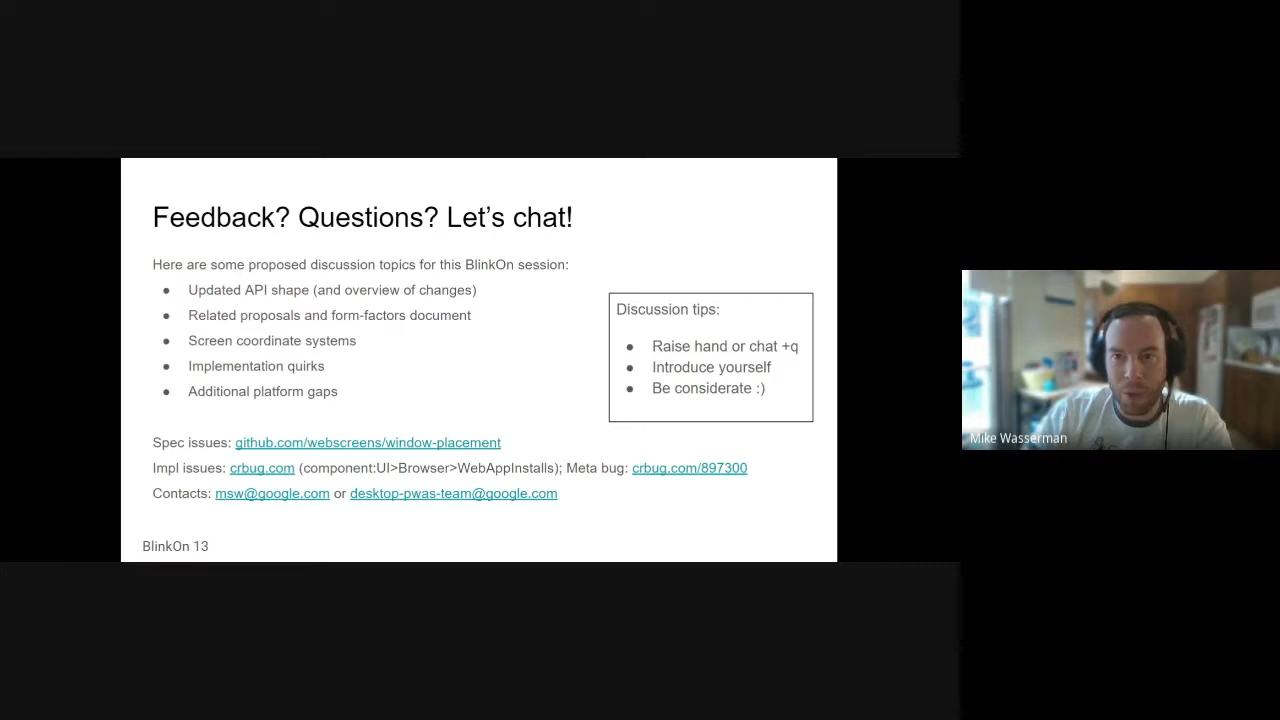 Feedback? Questions? Let’s chat!
Here are some proposed discussion topics for this BlinkOn session:
● Updated API shape (and overview of changes)
● Related proposals and form-factors document
● Screen coordinate systems
● Implementation quirks
● Additional platform gaps
Discussion tips:
● Raise hand or chat +q
● Introduce yourself
● Be considerate :)
Spec issues: github.com/webscreens/window-placement
Impl issues: crbug.com (component:UI>Browser>WebAppInstalls); Meta bug: crbug.com/897300
Contacts: msw@google.com or desktop-pwas-team@google.com
BlinkOn 13
Mike Wasserman